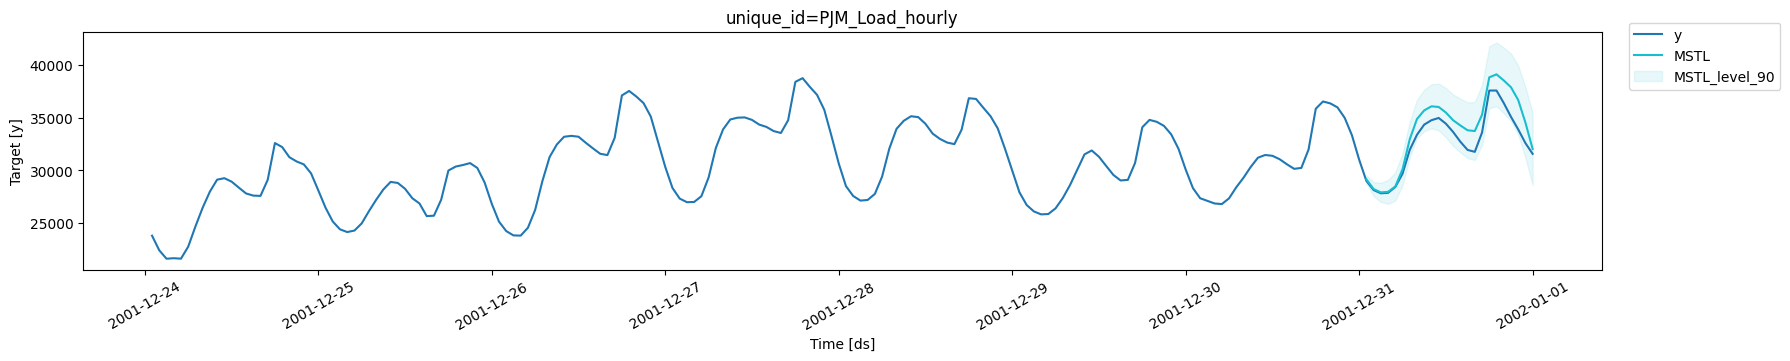 unique_id=PJM_Load_hourly
y
MSTL
MSTL_level_90
Target [y]
40000
35000
30000
25000
2001-12-24
2001-12-25
2001-12-26
2001-12-27
2001-12-28
2001-12-29
2001-12-30
2001-12-31
2002-01-01
Time [ds]